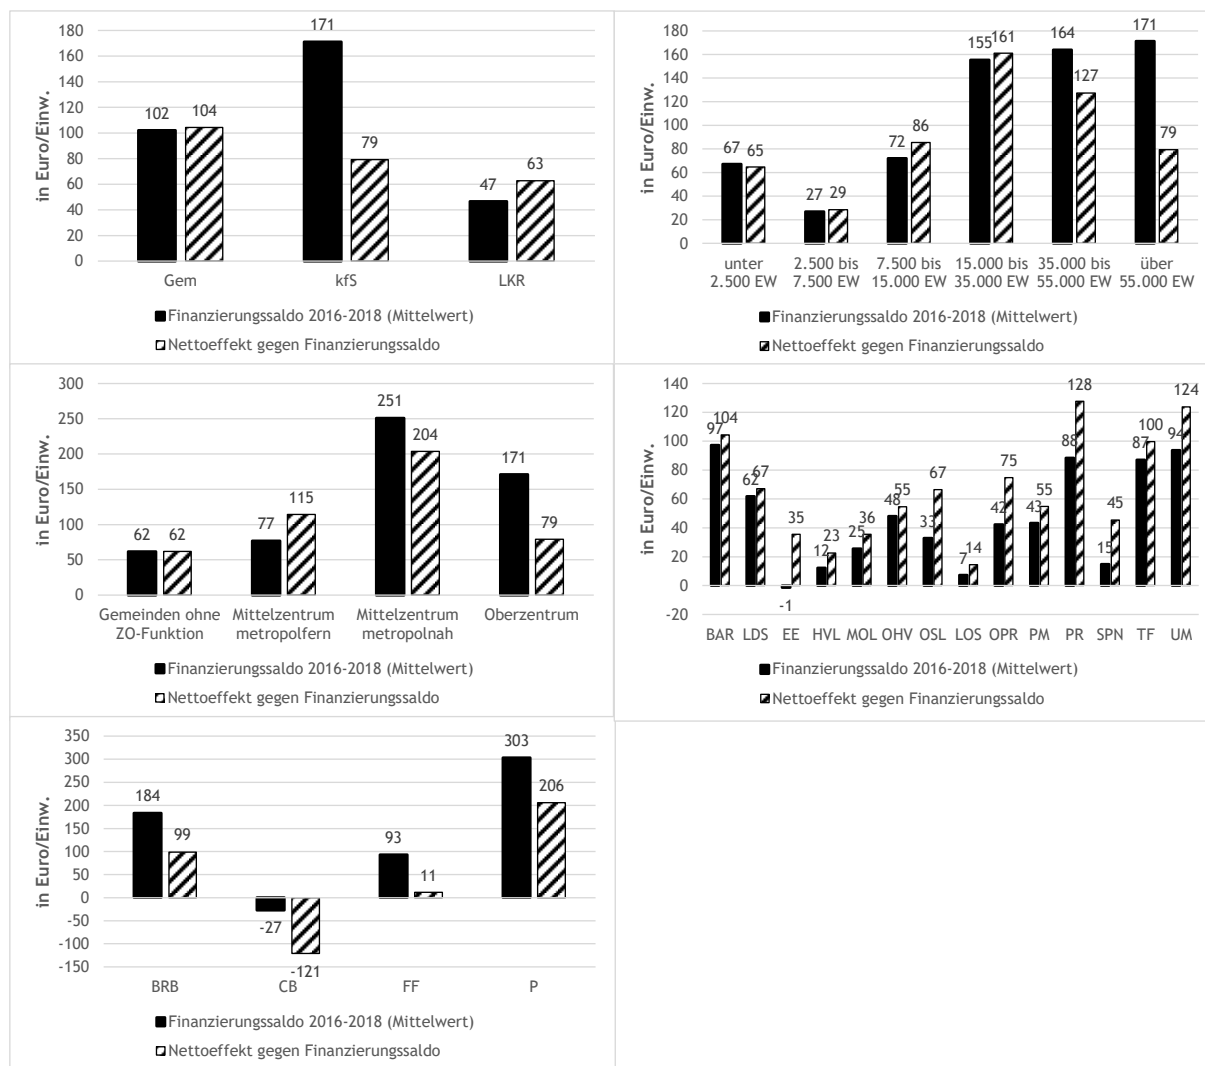 in Euro/Einw.
180
160
140
120
100
80
60
40
20
0
102
104
171
79
47
63
Gem
kfS
LKR
Finanzierungssaldo 2016-2018 (Mittelwert)
Nettoeffekt gegen Finanzierungssaldo
in Euro/Einw.
180
160
140
120
100
80
60
40
20
0
67
65
27
29
72
86
155
161
164
127
171
79
unter
2.500 EW
2.500 bis
7.500 EW
7.500 bis
15.000 EW
15.000 bis
35.000 EW
35.000 bis
55.000 EW
über
55.000 EW
Finanzierungssaldo 2016-2018 (Mittelwert)
Nettoeffekt gegen Finanzierungssaldo
in Euro/Einw.
300
250
200
150
100
50
0
62
62
77
115
251
204
171
79
Gemeinden ohne
ZO-Funktion
Mittelzentrum
metropolfern
Mittelzentrum
metropolnah
Oberzentrum
Finanzierungssaldo 2016-2018 (Mittelwert)
Nettoeffekt gegen Finanzierungssaldo
in Euro/Einw.
140
120
100
80
60
40
20
0
-20
97
104
62
67
-1
35
12
23
25
36
48
55
33
67
7
14
42
75
43
55
88
128
15
45
87
100
94
124
BAR LDS EE HVL MOL OHV OSL LOS OPR PM PR SPN TF UM
Finanzierungssaldo 2016-2018 (Mittelwert)
Nettoeffekt gegen Finanzierungssaldo
in Euro/Einw.
350
300
250
200
150
100
50
0
-50
-100
-150
184
99
-27
-121
93
11
303
206
BRB
CB
FF
P
Finanzierungssaldo 2016-2018 (Mittelwert)
Nettoeffekt gegen Finanzierungssaldo